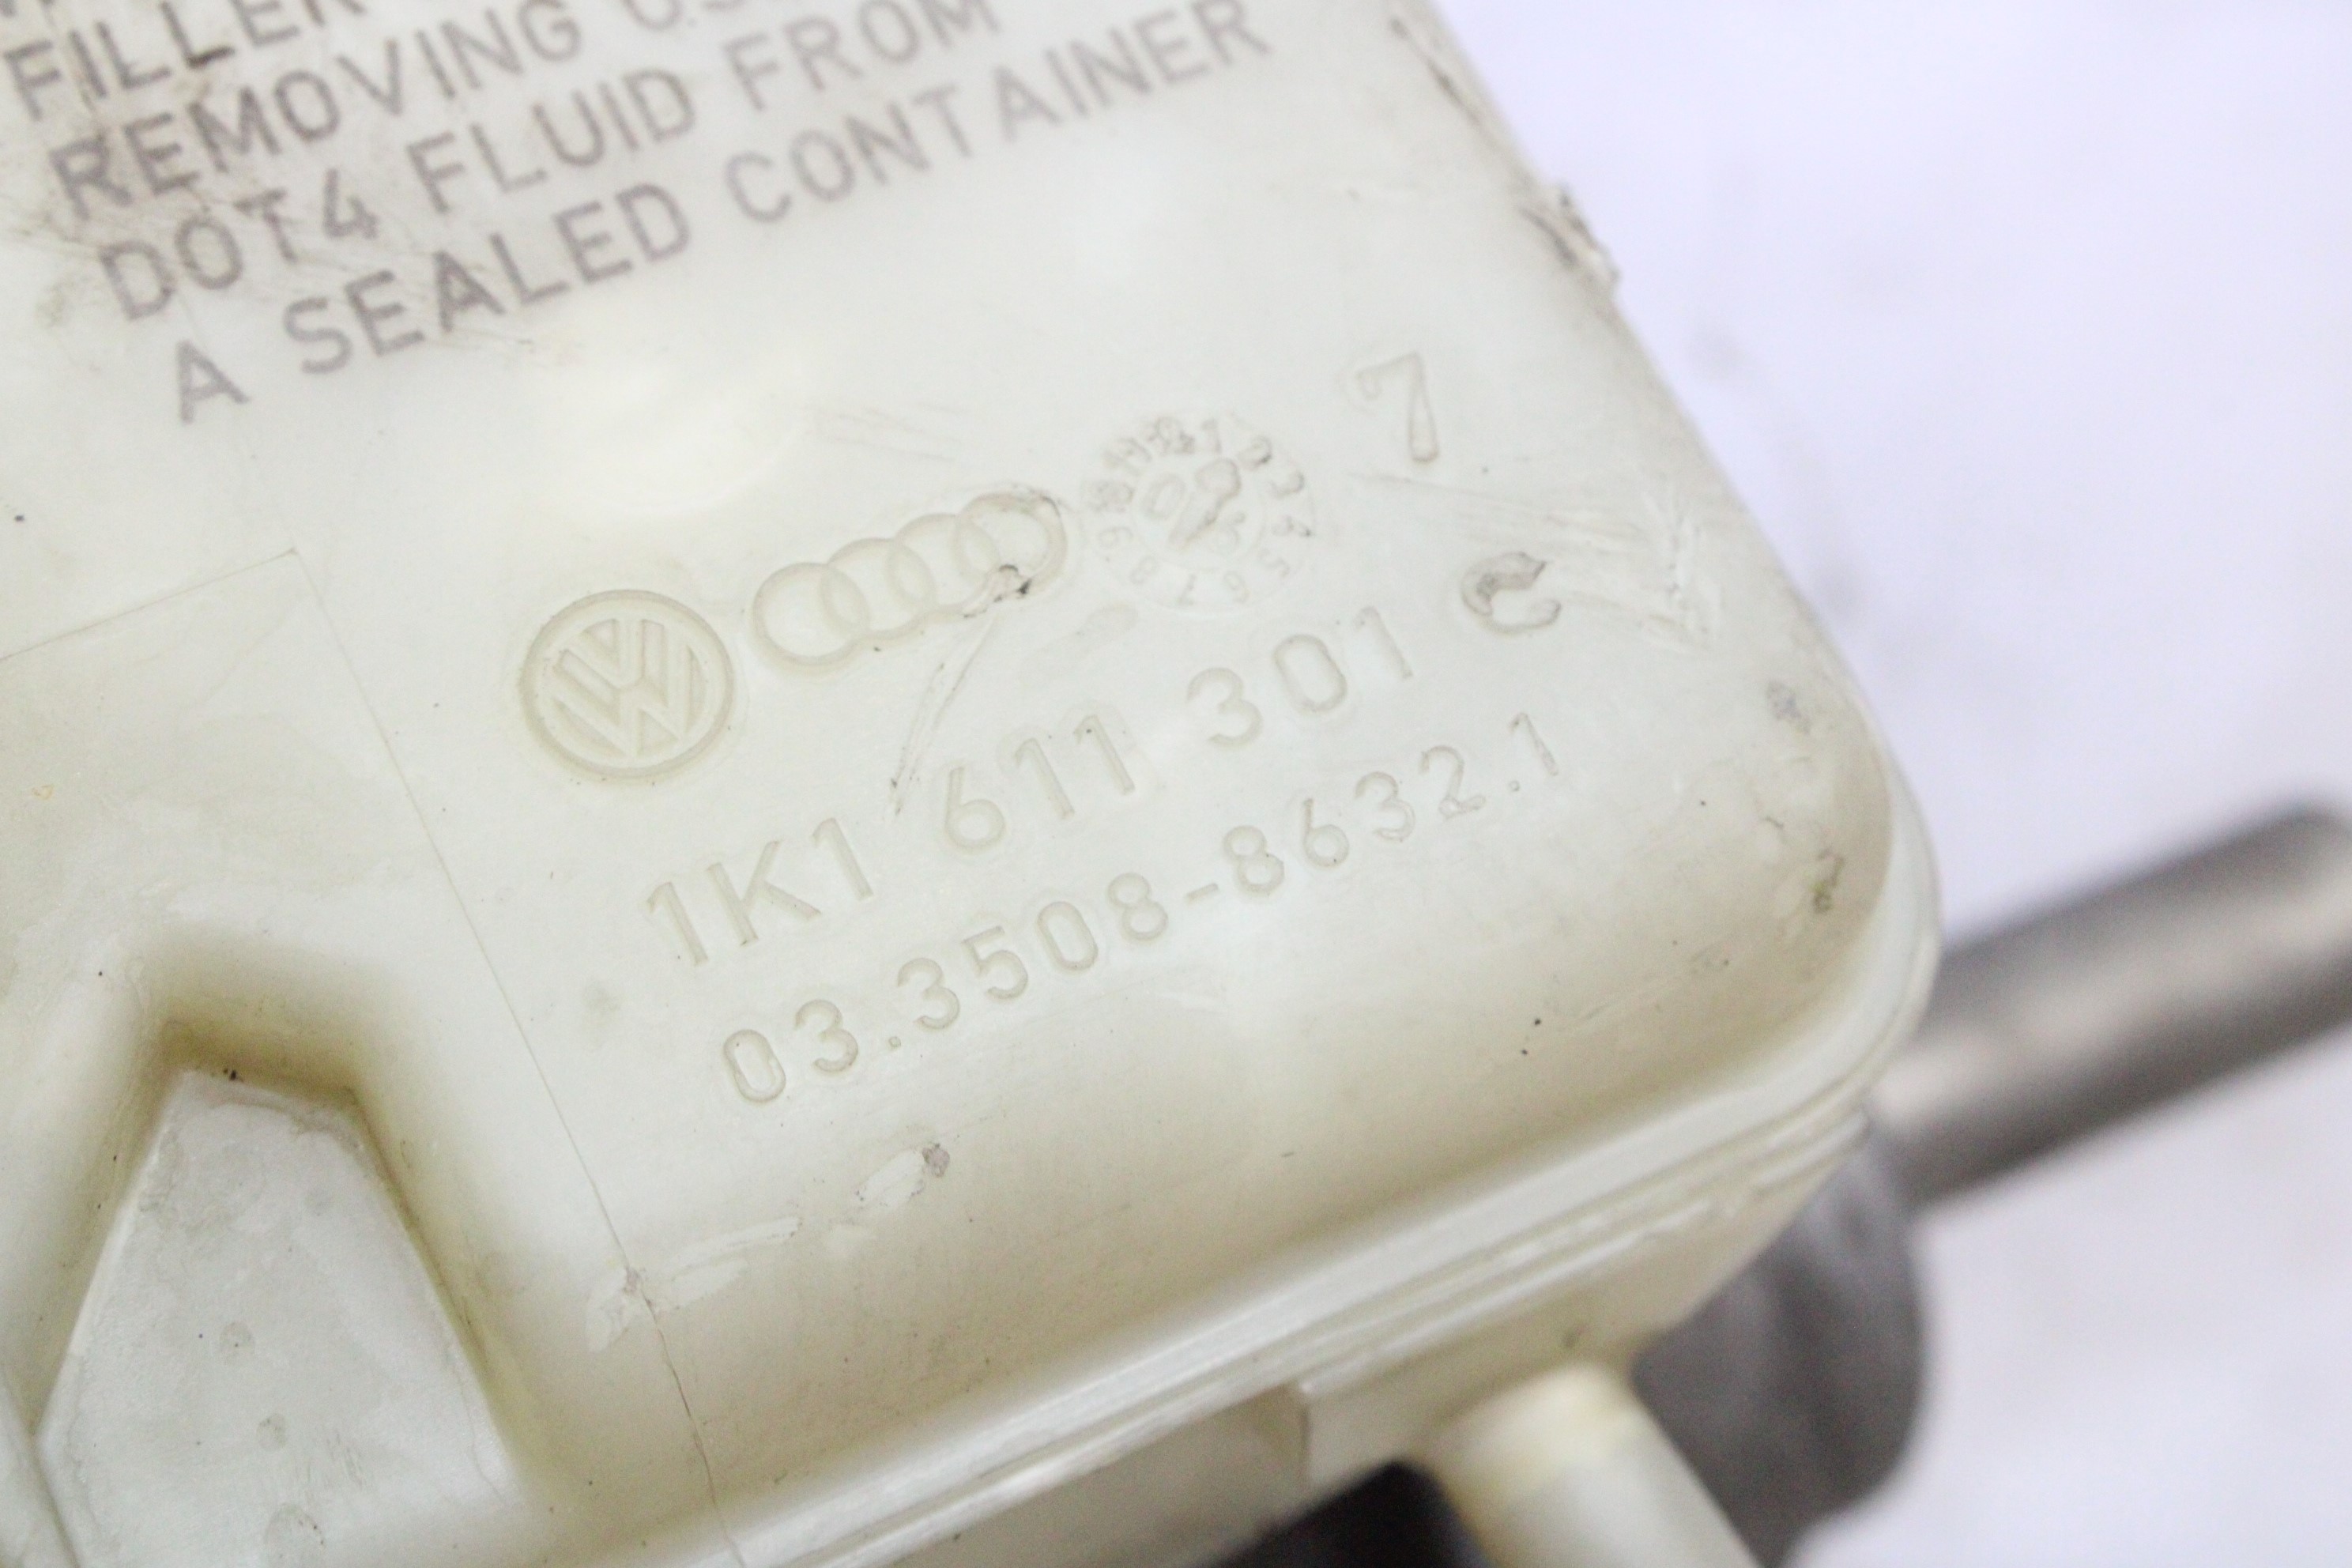 FILLER
REMOVING
DOT4 FLUID FROM
A SEALED CONTAINER
7
1K1 611 301 C
03.3508-8632.1